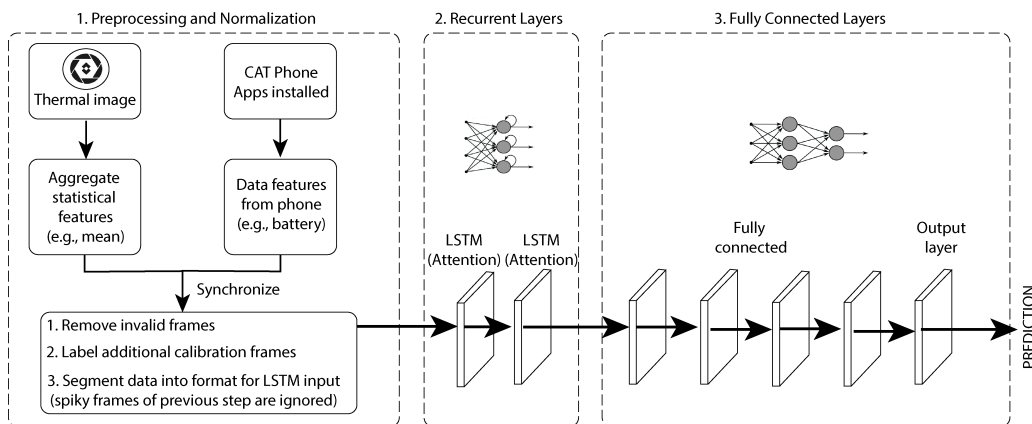 1. Preprocessing and Normalization
2. Recurrent Layers
3. Fully Connected Layers
Thermal image
CAT Phone
Apps installed
Aggregate
statistical
features
(e.g., mean)
Data features
from phone
(e.g., battery)
Synchronize
1. Remove invalid frames
2. Label additional calibration frames
3. Segment data into format for LSTM input
(spiky frames of previous step are ignored)
LSTM
(Attention)
LSTM
(Attention)
Fully
connected
Output
layer
PREDICTION